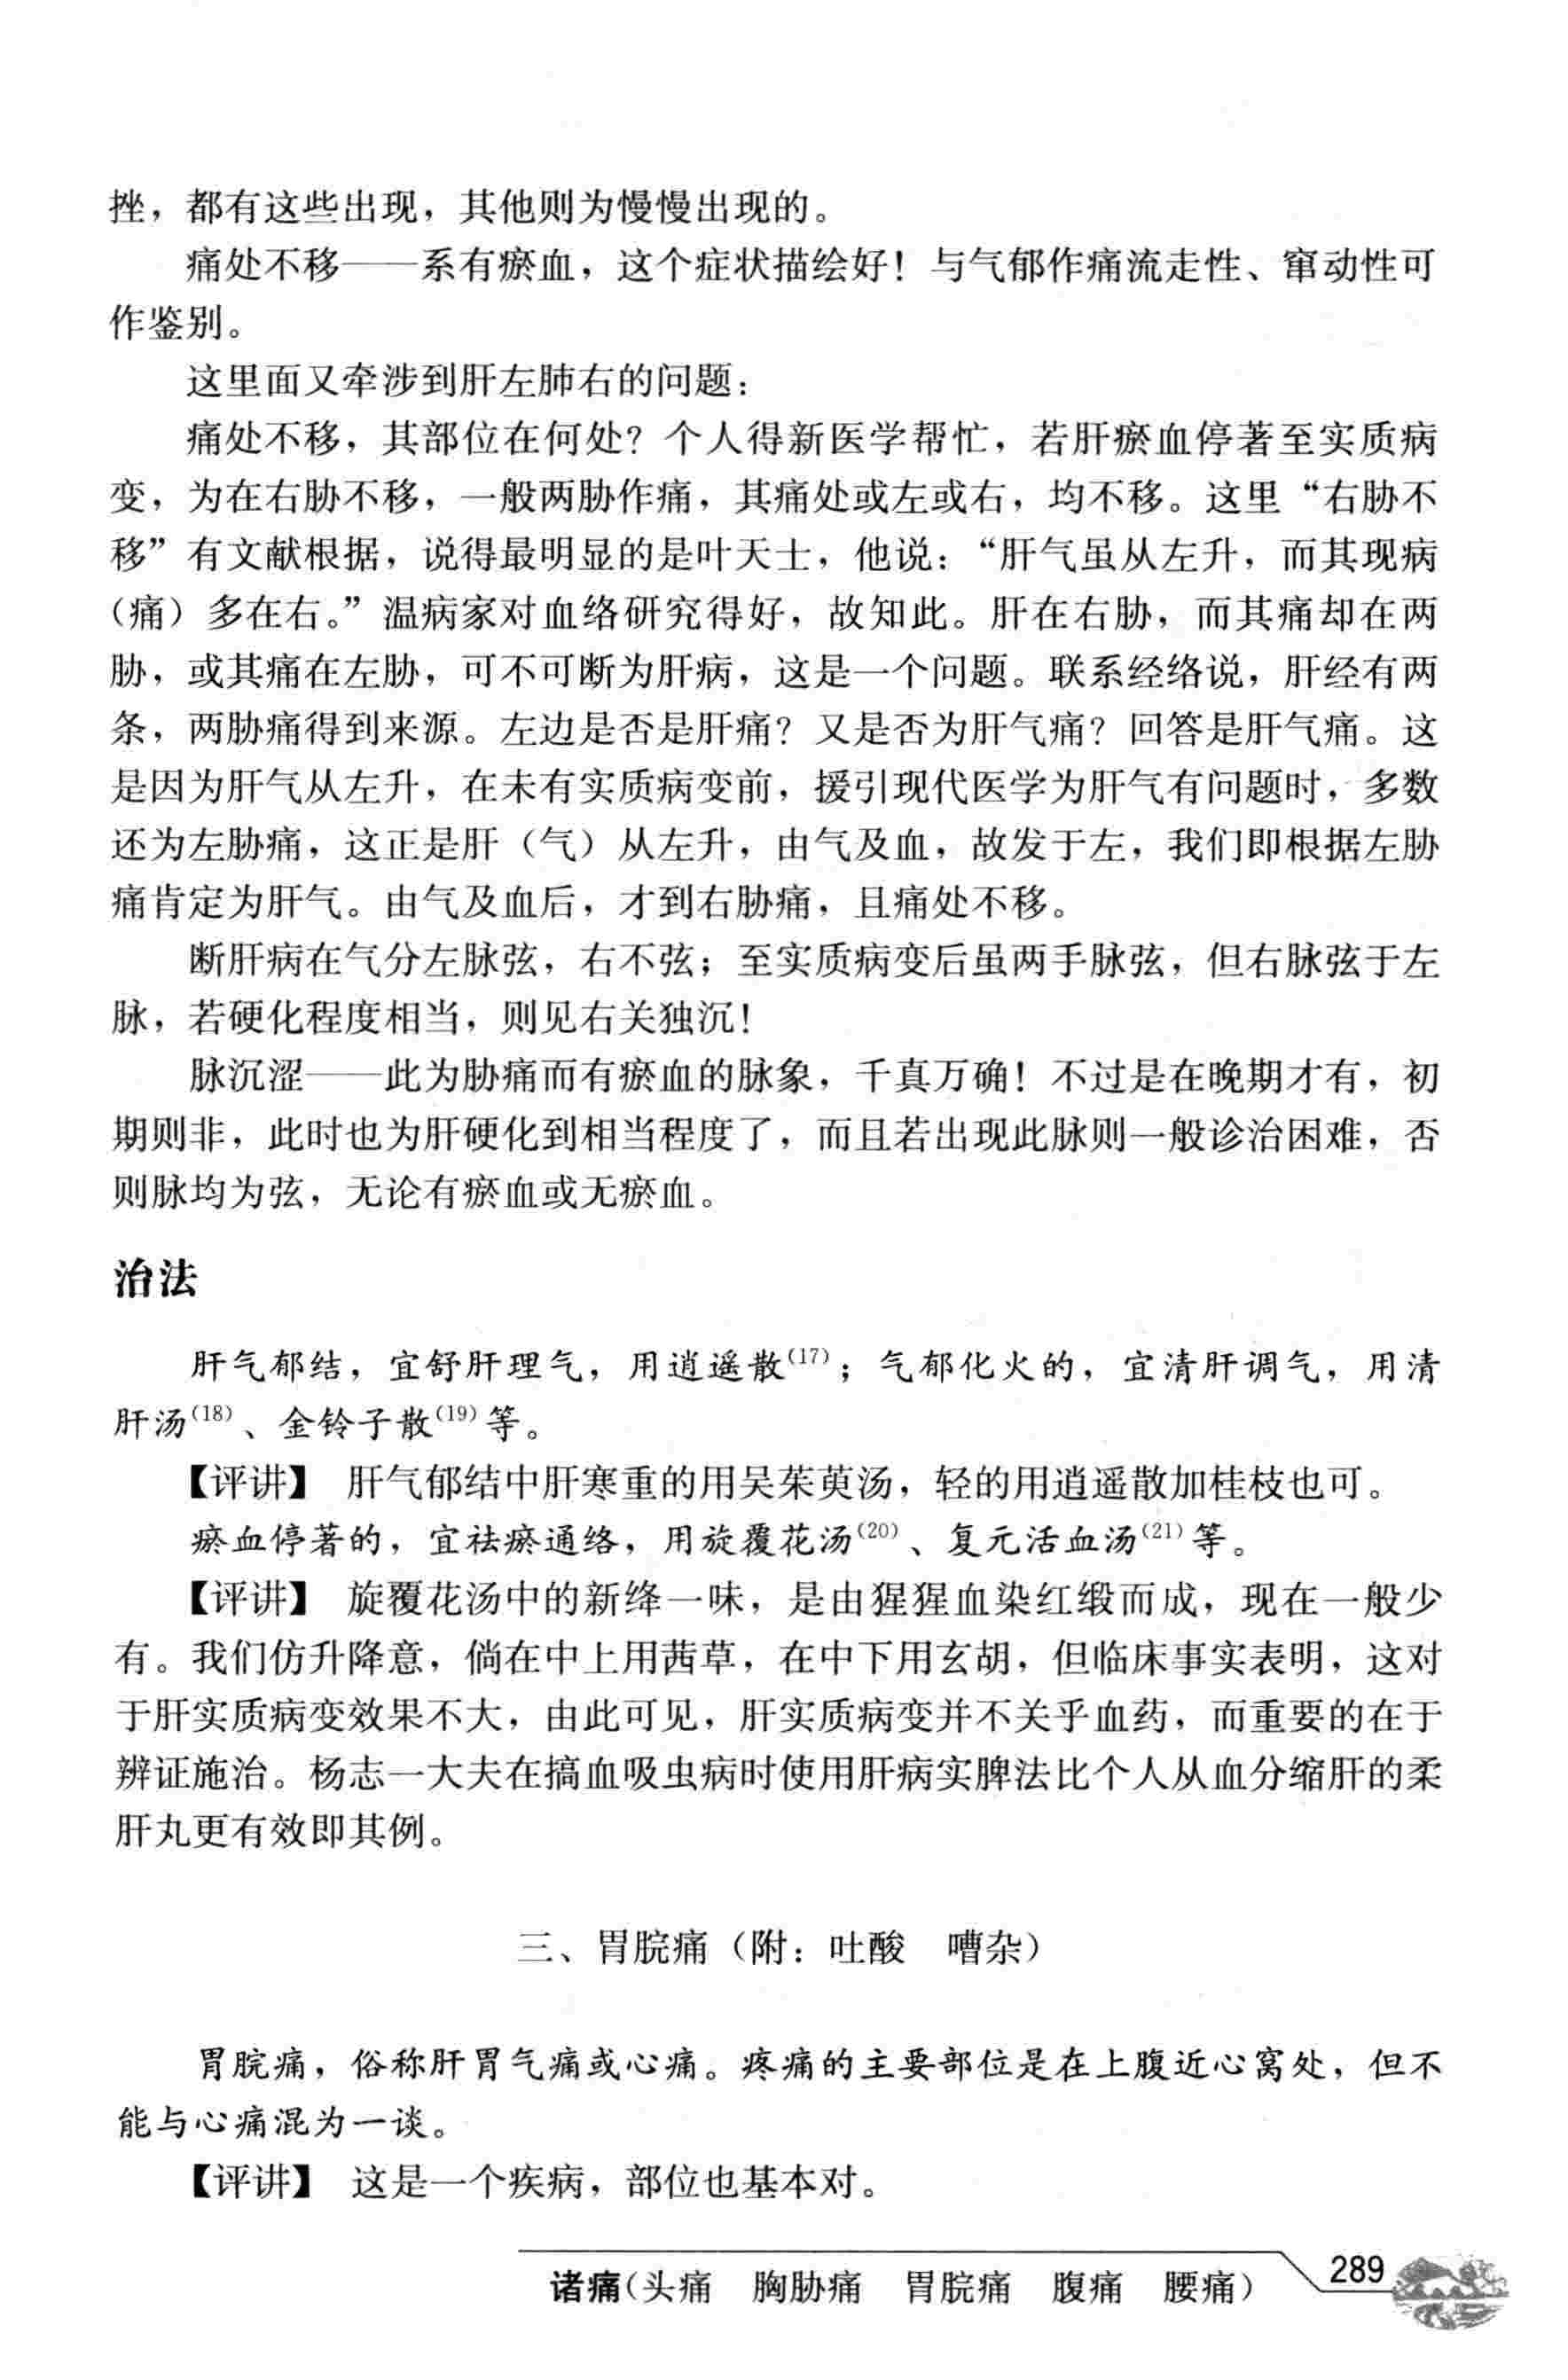 挫，都有这些出现，其他则为慢慢出现的。
痛处不移——系有瘀血，这个症状描绘好！与气郁作痛流走性、窜动性可
作鉴别。
这里面又牵涉到肝左肺右的问题：
痛处不移，其部位在何处？个人得新医学帮忙，若肝瘀血停著至实质病
变，为在右胁不移，一般两胁作痛，其痛处或左或右，均不移。这里“右胁不
移”有文献根据，说得最明显的是叶天士，他说：“肝气虽从左升，而其现病
（痛）多在右。”温病家对血络研究得好，故知此。肝在右胁，而其痛却在两
胁，或其痛在左胁，可不可断为肝病，这是一个问题。联系经络说，肝经有两
条，两胁痛得到来源。左边是否是肝痛？又是否为肝气痛？回答是肝气痛。这
是因为肝气从左升，在未有实质病变前，援引现代医学为肝气有问题时，多数
还为左胁痛，这正是肝（气）从左升，由气及血，故发于左，我们即根据左胁
痛肯定为肝气。由气及血后，才到右胁痛，且痛处不移。
断肝病在气分左脉弦，右不弦；至实质病变后虽两手脉弦，但右脉弦于左
脉，若硬化程度相当，则见右关独沉！
脉沉涩——此为胁痛而有瘀血的脉象，千真万确！不过是在晚期才有，初
期则非，此时也为肝硬化到相当程度了，而且若出现此脉则一般诊治困难，否
则脉均为弦，无论有瘀血或无瘀血。
治法
肝气郁结，宜舒肝理气，用逍遥散(17)；气郁化火的，宜清肝调气，用清
肝汤(18)、金铃子散(19)等。
【评讲】 肝气郁结中肝寒重的用吴茱萸汤，轻的用逍遥散加桂枝也可。
瘀血停著的，宜祛瘀通络，用旋覆花汤(20)、复元活血汤(21)等。
【评讲】 旋覆花汤中的新绛一味，是由猩猩血染红缎而成，现在一般少
有。我们仿升降意，倘在中上用茜草，在中下用玄胡，但临床事实表明，这对
于肝实质病变效果不大，由此可见，肝实质病变并不关乎血药，而重要的在于
辨证施治。杨志一大夫在搞血吸虫病时使用肝病实脾法比个人从血分缩肝的柔
肝丸更有效即其例。
三、胃脘痛（附：吐酸 嘈杂）
胃脘痛，俗称肝胃气痛或心痛。疼痛的主要部位是在上腹近心窝处，但不
能与心痛混为一谈。
【评讲】 这是一个疾病，部位也基本对。
诸痛（头痛 胸胁痛 胃脘痛 腹痛 腰痛） 289